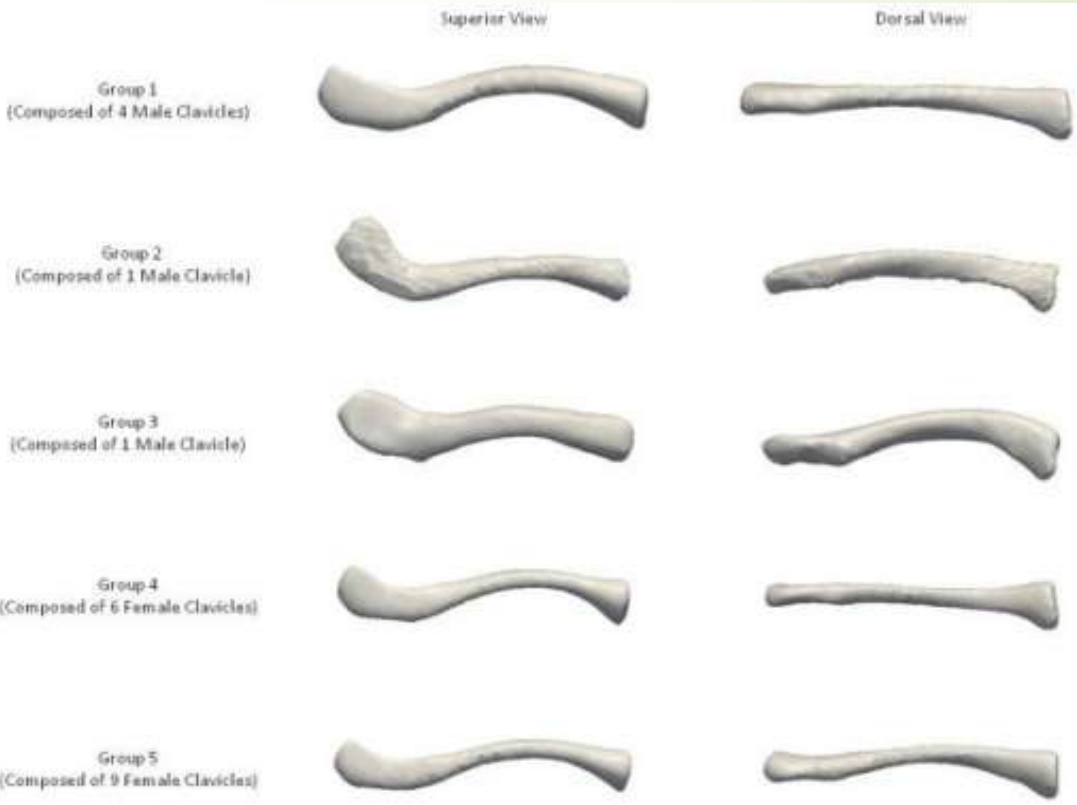 Superior View
Dorsal View
Group 1
(Composed of 4 Male Clavicles)
Group 2
(Composed of 1 Male Clavicle)
Group 3
(Composed of 1 Male Clavicle)
Group 4
(Composed of 6 Female Clavicles)
Group 5
(Composed of 9 Female Clavicles)